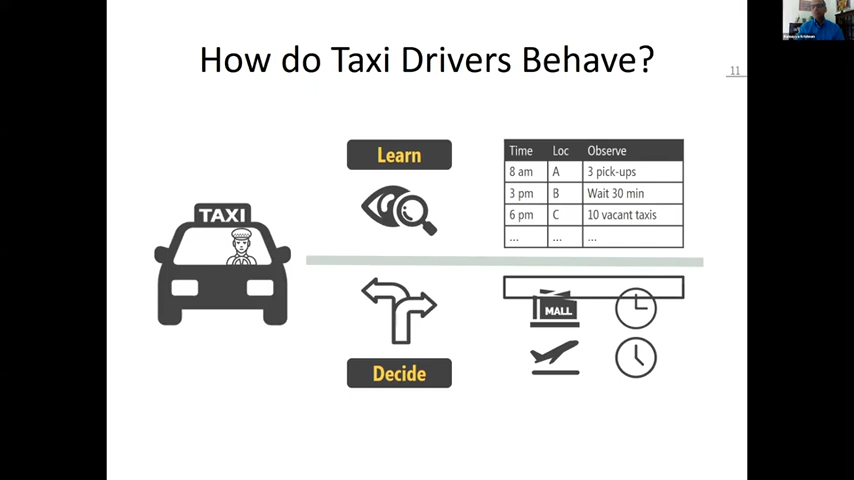 How do Taxi Drivers Behave?
11
Learn
Time Loc Observe
8 am A 3 pick-ups
3 pm B Wait 30 min
6 pm C 10 vacant taxis
... ... ...
TAXI
MALL
Decide